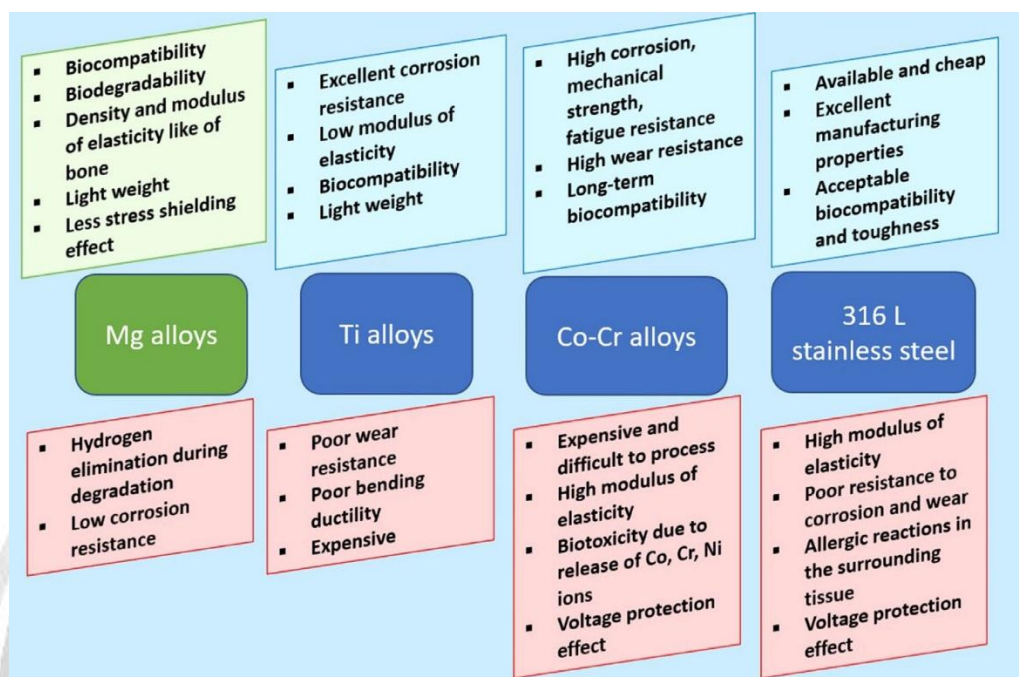 ▪ Biocompatibility
▪ Biodegradability
▪ Density and modulus
of elasticity like of
bone
▪ Light weight
▪ Less stress shielding
effect
▪ Excellent corrosion
resistance
▪ Low modulus of
elasticity
▪ Biocompatibility
▪ Light weight
▪ High corrosion,
mechanical
strength,
fatigue resistance
▪ High wear resistance
▪ Long-term
biocompatibility
▪ Available and cheap
▪ Excellent
manufacturing
properties
▪ Acceptable
biocompatibility
and toughness
Mg alloys
Ti alloys
Co-Cr alloys
316 L
stainless steel
▪ Hydrogen
elimination during
degradation
▪ Low corrosion
resistance
▪ Poor wear
resistance
▪ Poor bending
ductility
▪ Expensive
▪ Expensive and
difficult to process
▪ High modulus of
elasticity
▪ Biotoxicity due to
release of Co, Cr, Ni
ions
▪ Voltage protection
effect
▪ High modulus of
elasticity
▪ Poor resistance to
corrosion and wear
▪ Allergic reactions in
the surrounding
tissue
▪ Voltage protection
effect